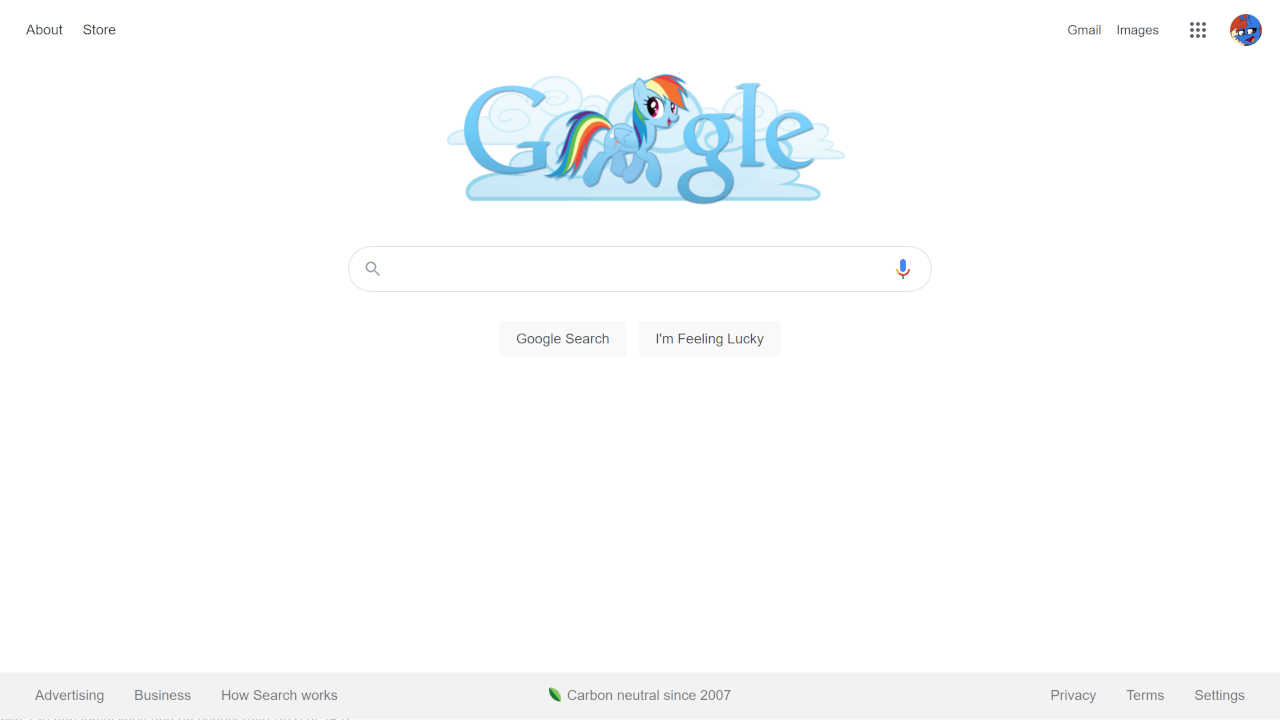 About Store
Gmail Images
Google
Google Search I'm Feeling Lucky
Advertising Business How Search works
Carbon neutral since 2007
Privacy Terms Settings